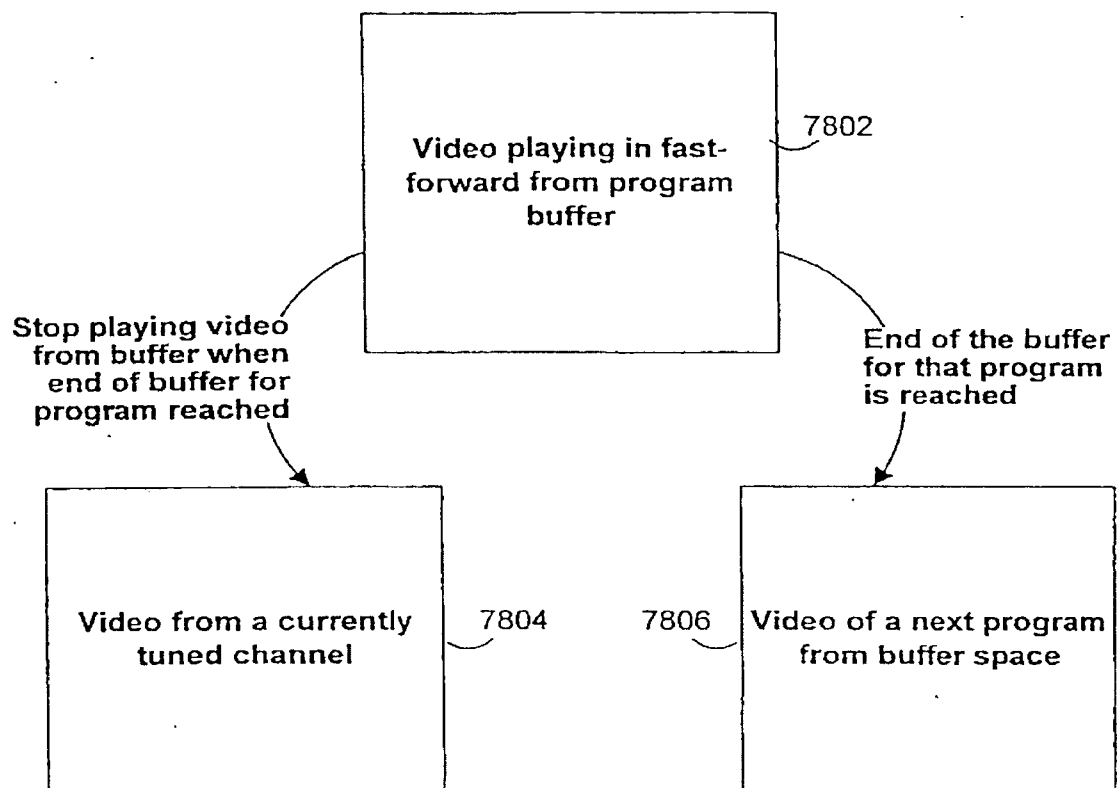 Video playing in fast-
forward from program
buffer
7802
Stop playing video
from buffer when
end of buffer for
program reached
End of the buffer
for that program
is reached
Video from a currently
tuned channel
7804
7806
Video of a next program
from buffer space